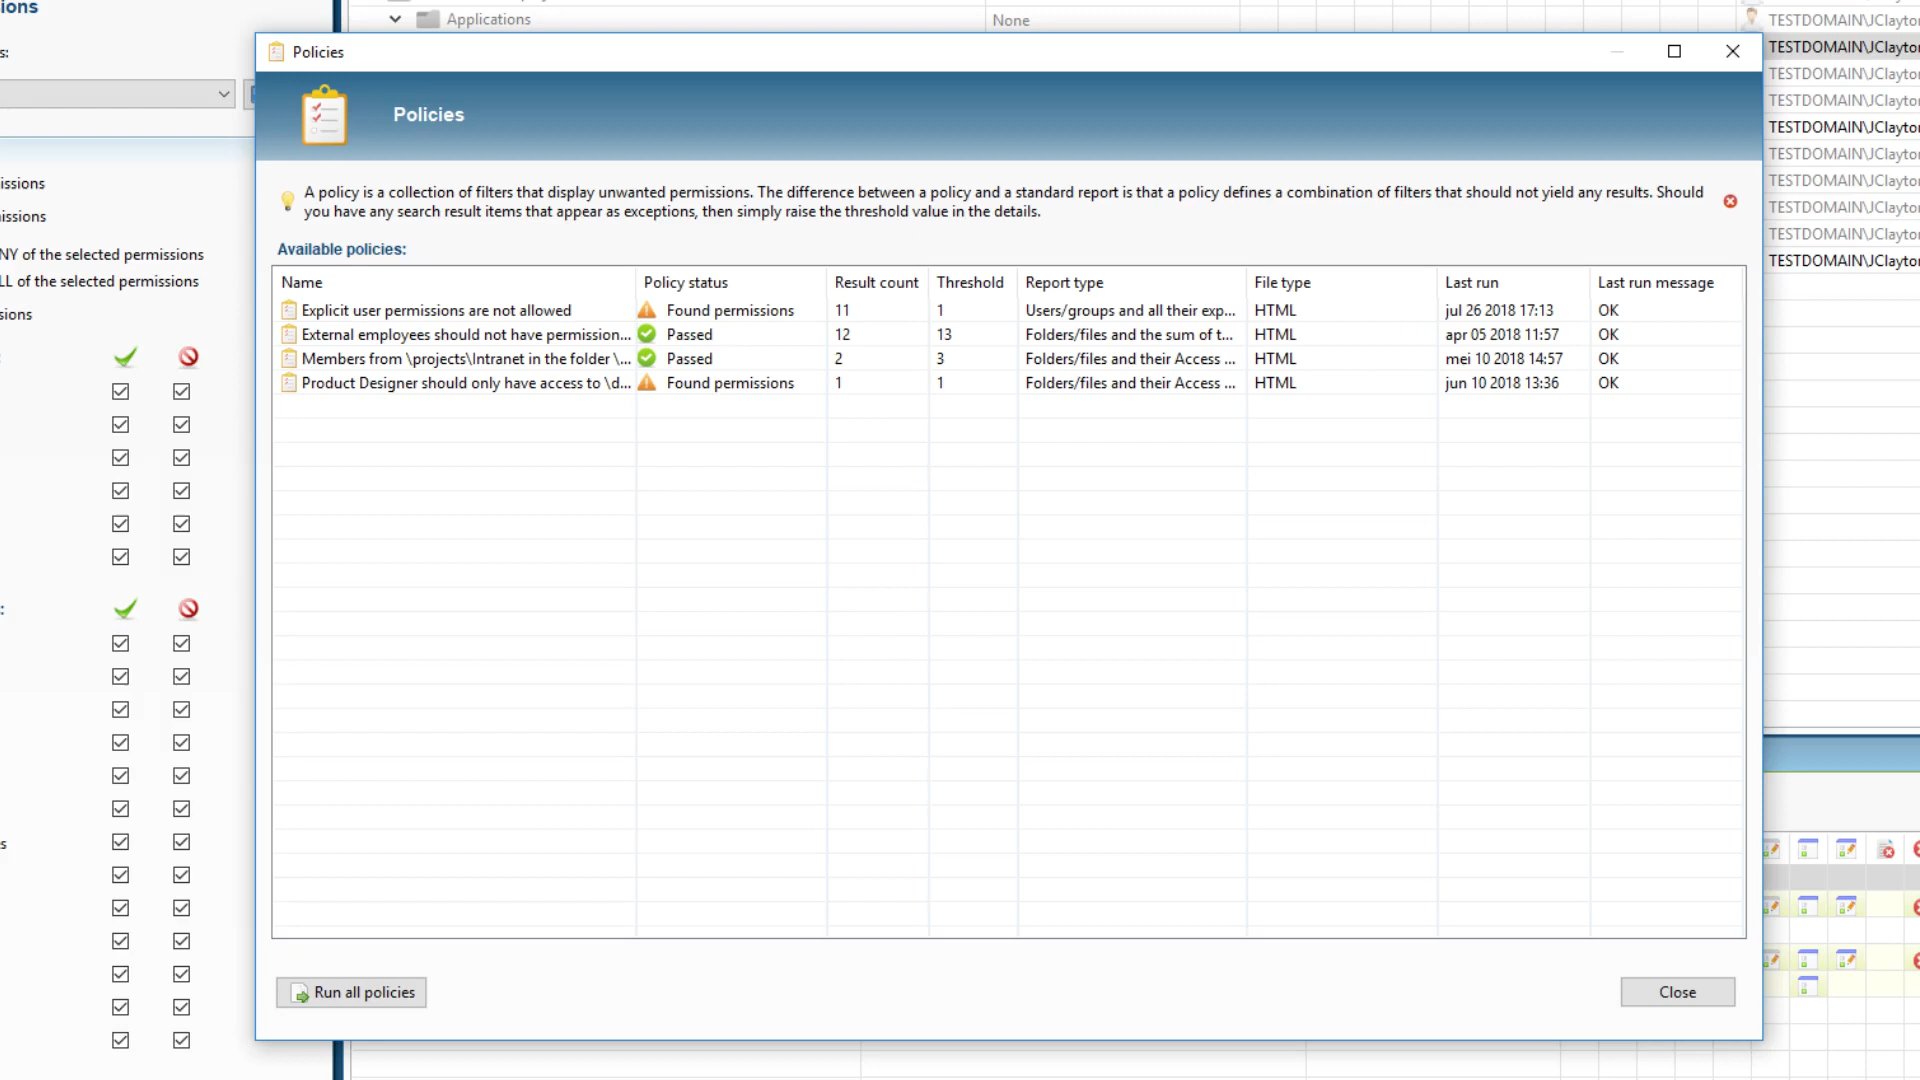 ions
Applications
None
TESTDOMAIN\JClayto
s:
Policies
TESTDOMAIN\JClayto
TESTDOMAIN\JClayto
TESTDOMAIN\JClayto
Policies
TESTDOMAIN\JClayto
TESTDOMAIN\JClayto
issions
A policy is a collection of filters that display unwanted permissions. The difference between a policy and a standard report is that a policy defines a combination of filters that should not yield any results. Should
you have any search result items that appear as exceptions, then simply raise the threshold value in the details.
TESTDOMAIN\JClayto
TESTDOMAIN\JClayto
issions
TESTDOMAIN\JClayto
NY of the selected permissions
Available policies:
TESTDOMAIN\JClayto
LL of the selected permissions
Name Policy status Result count Threshold Report type File type Last run Last run message
sions
Explicit user permissions are not allowed Found permissions 11 1 Users/groups and all their exp... HTML jul 26 2018 17:13 OK
External employees should not have permission... Passed 12 13 Folders/files and the sum of t... HTML apr 05 2018 11:57 OK
Members from \projects\Intranet in the folder \... Passed 2 3 Folders/files and their Access ... HTML mei 10 2018 14:57 OK
Product Designer should only have access to \d... Found permissions 1 1 Folders/files and their Access ... HTML jun 10 2018 13:36 OK
:
s
Run all policies
Close